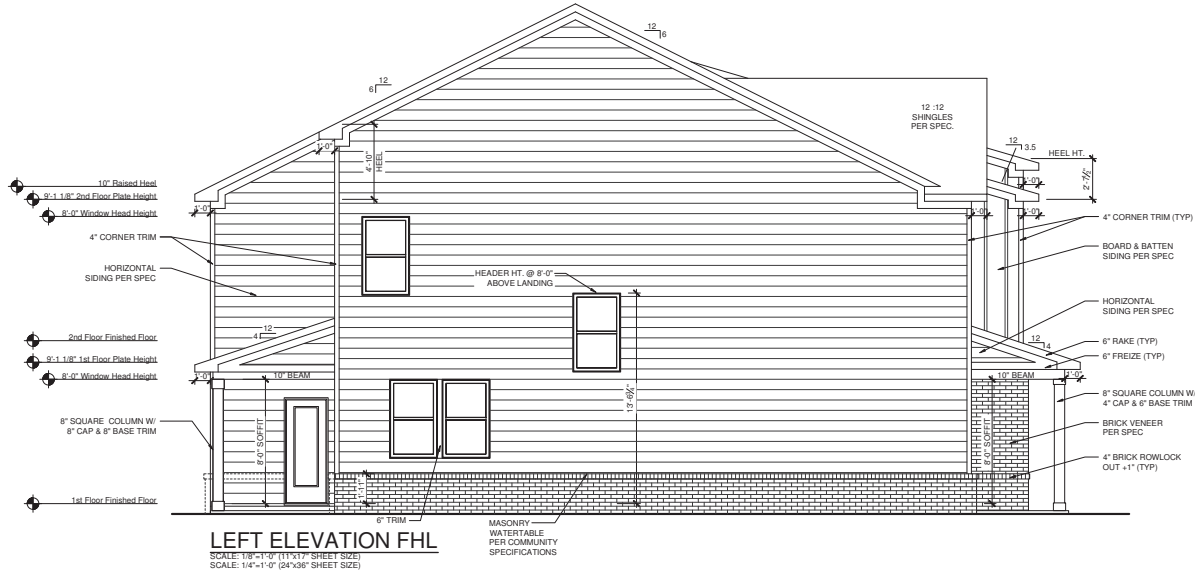 12
6
12
6
12 :12
SHINGLES
PER SPEC.
12
3.5
HEEL HT.
2'-7½"
1'-0"
1'-0"
4'-10"
HEEL
10" Raised Heel
9'-1 1/8" 2nd Floor Plate Height
8'-0" Window Head Height
1'-0"
1'-0"
1'-0"
4" CORNER TRIM
4" CORNER TRIM (TYP)
HORIZONTAL
SIDING PER SPEC
BOARD & BATTEN
SIDING PER SPEC
HEADER HT. @ 8'-0"
ABOVE LANDING
HORIZONTAL
SIDING PER SPEC
2nd Floor Finished Floor
12
4
12
4
6" RAKE (TYP)
9'-1 1/8" 1st Floor Plate Height
6" FREIZE (TYP)
8'-0" Window Head Height
1'-0"
10" BEAM
10" BEAM
1'-0"
13'-6¼"
8" SQUARE COLUMN W/
8" CAP & 8" BASE TRIM
8'-0" SOFFIT
8'-0" SOFFIT
8" SQUARE COLUMN W/
4" CAP & 6" BASE TRIM
BRICK VENEER
PER SPEC
4" BRICK ROWLOCK
OUT +1" (TYP)
1'-11"
1st Floor Finished Floor
6" TRIM
MASONRY
WATERTABLE
PER COMMUNITY
SPECIFICATIONS
LEFT ELEVATION FHL
SCALE: 1/8"=1'-0" (11"x17" SHEET SIZE)
SCALE: 1/4"=1'-0" (24"x36" SHEET SIZE)